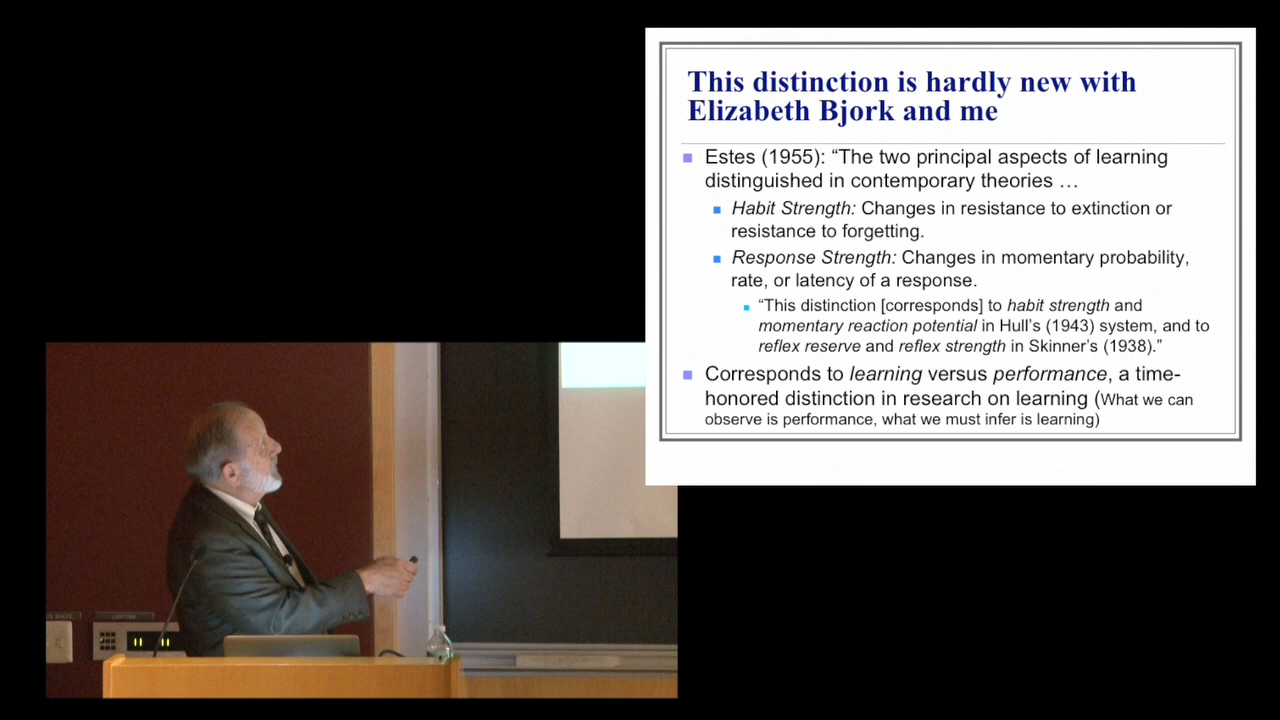 This distinction is hardly new with
Elizabeth Bjork and me
Estes (1955): “The two principal aspects of learning
distinguished in contemporary theories …
Habit Strength: Changes in resistance to extinction or
resistance to forgetting.
Response Strength: Changes in momentary probability,
rate, or latency of a response.
“This distinction [corresponds] to habit strength and
momentary reaction potential in Hull’s (1943) system, and to
reflex reserve and reflex strength in Skinner’s (1938).”
Corresponds to learning versus performance, a time-
honored distinction in research on learning (What we can
observe is performance, what we must infer is learning)
LIGHTING